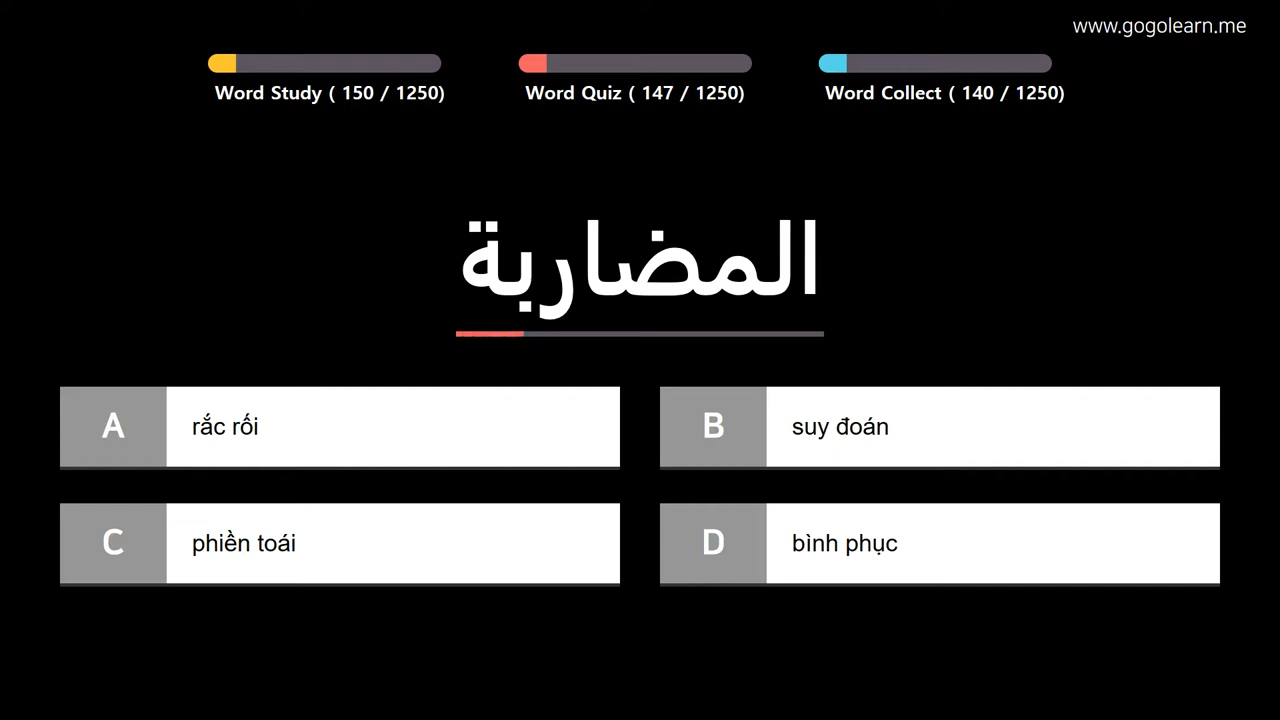 www.gogolearn.me
Word Study ( 150 / 1250)
Word Quiz ( 147 / 1250)
Word Collect ( 140 / 1250)
المضاربة
A
rắc rối
B
suy đoán
C
phiền toái
D
bình phục